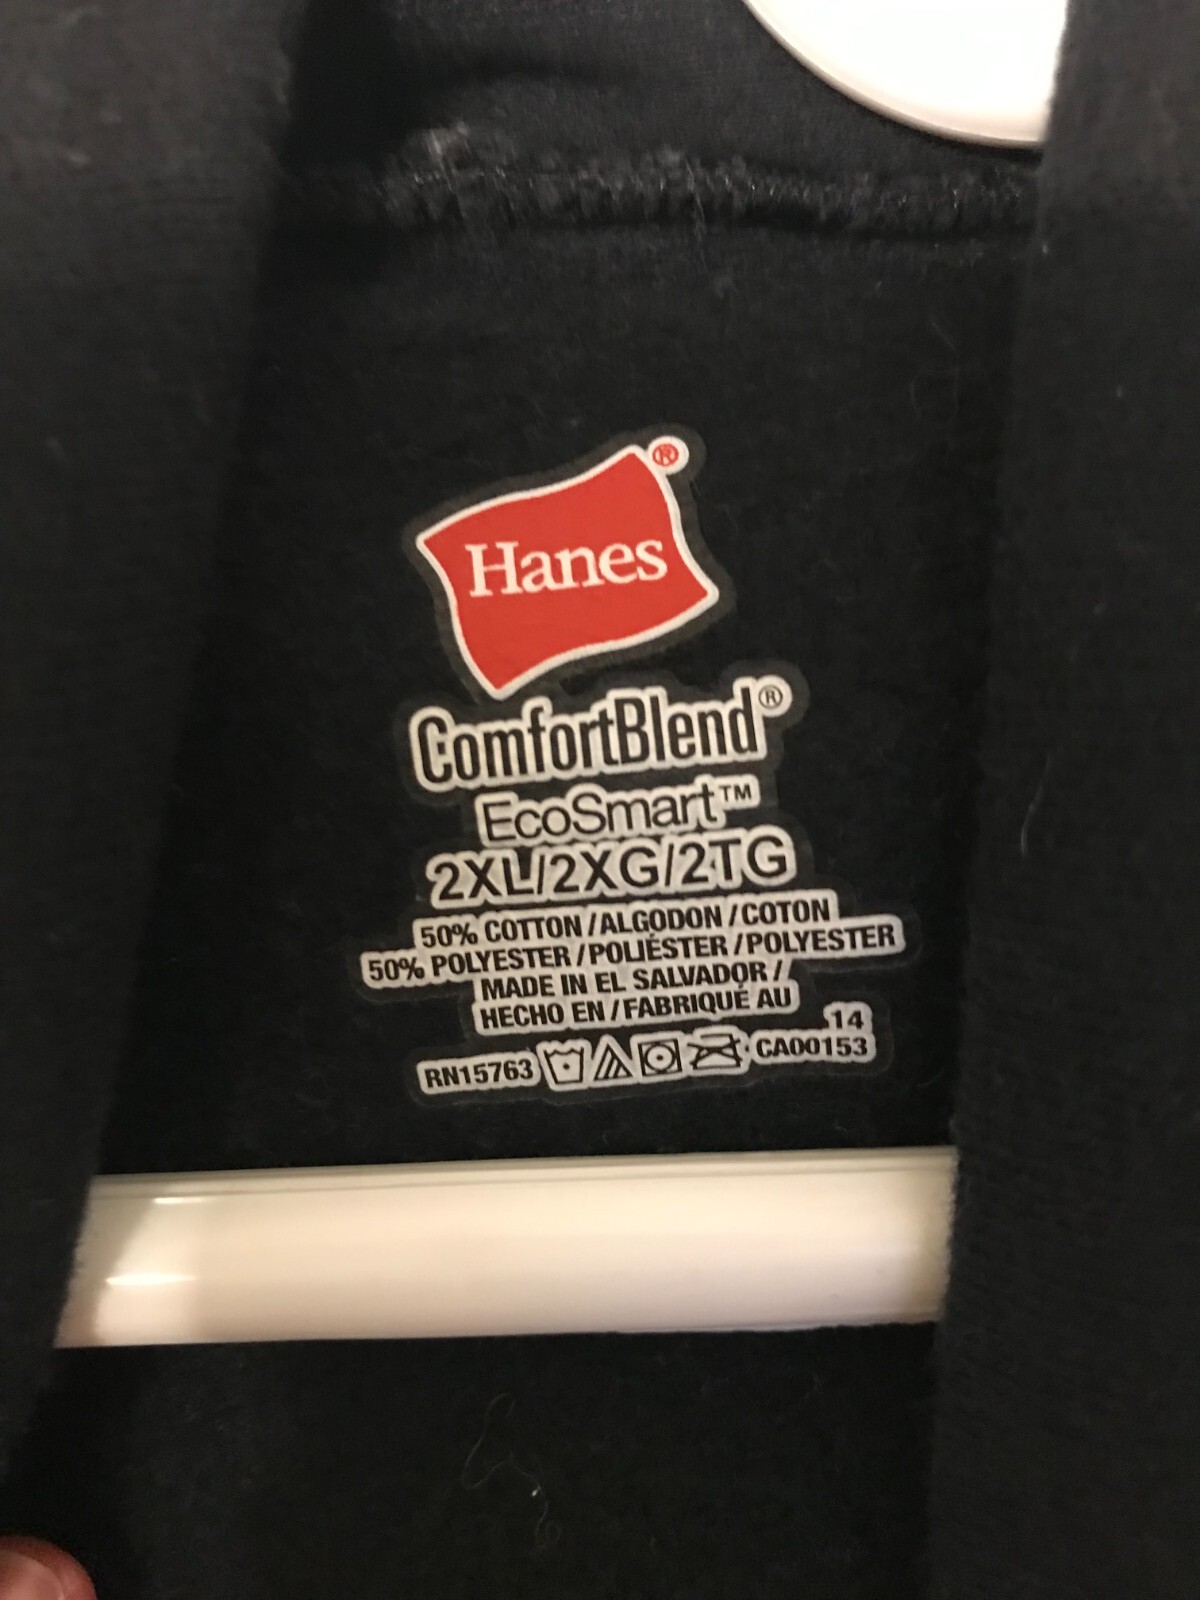 Hanes®
ComfortBlend®
EcoSmart™
2XL/2XG/2TG
50% COTTON/ALGODON/COTON
50% POLYESTER/POLIÉSTER/POLYESTER
MADE IN EL SALVADOR/
HECHO EN/FABRIQUÉ AU
14
RN15763 CA00153